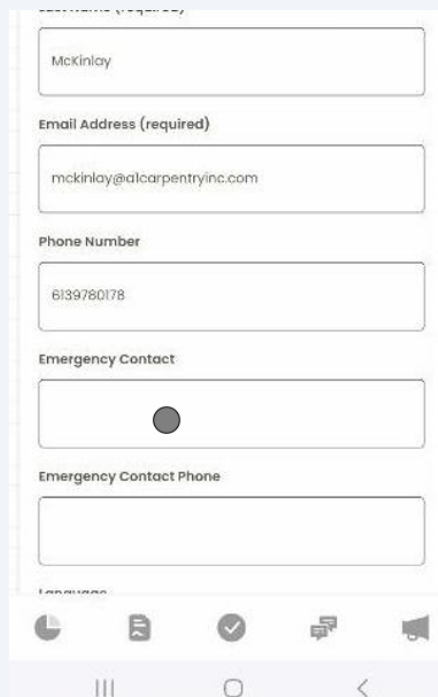 McKinlay
Email Address (required)
mckinlay@a1carpentryinc.com
Phone Number
6139780178
Emergency Contact
Emergency Contact Phone